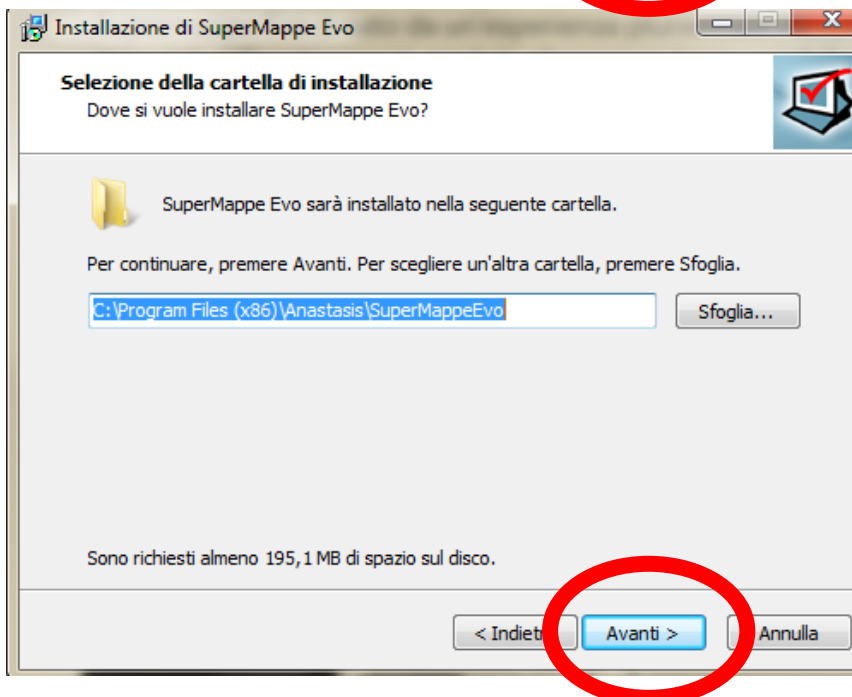 Installazione di SuperMappe Evo
Selezione della cartella di installazione
Dove si vuole installare SuperMappe Evo?
SuperMappe Evo sarà installato nella seguente cartella.
Per continuare, premere Avanti. Per scegliere un'altra cartella, premere Sfoglia.
C:\Program Files (x86)\Anastasis\SuperMappeEvo
Sfoglia...
Sono richiesti almeno 195,1 MB di spazio sul disco.
< Indietr Avanti > Annulla